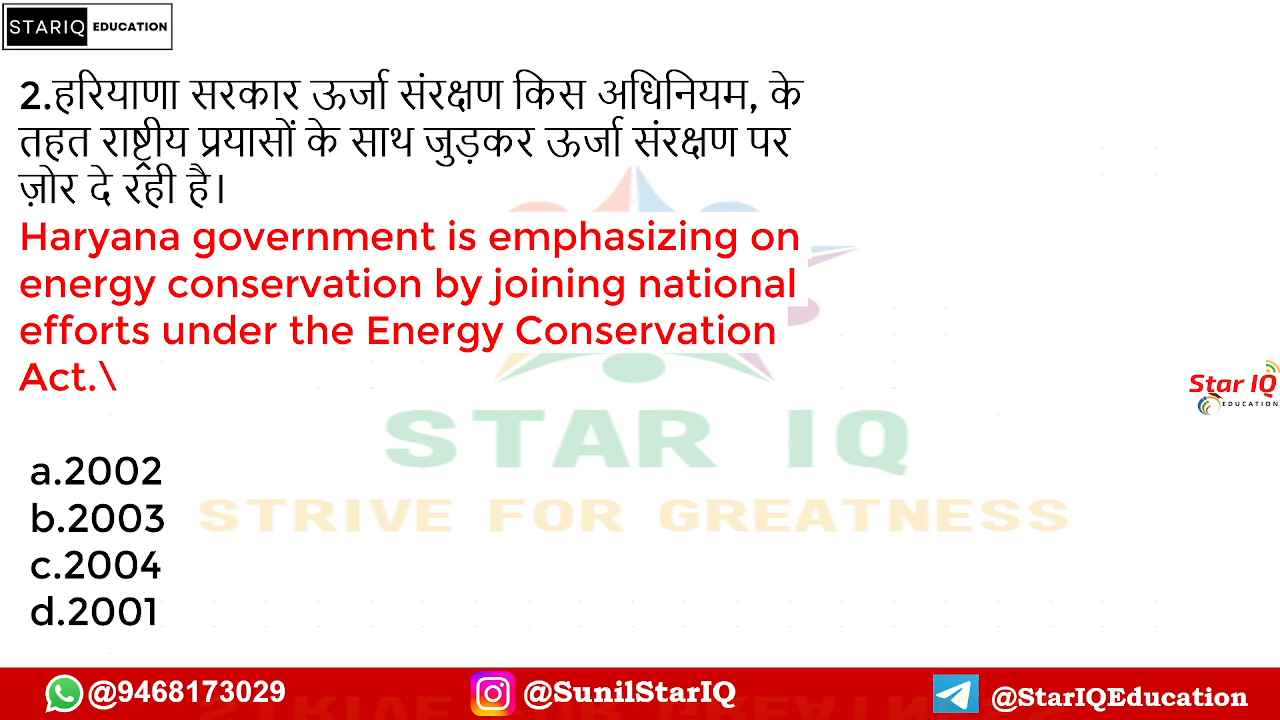 STARIQ EDUCATION
2.हरियाणा सरकार ऊर्जा संरक्षण किस अधिनियम, के
तहत राष्ट्रीय प्रयासों के साथ जुड़कर ऊर्जा संरक्षण पर
ज़ोर दे रही है।
Haryana government is emphasizing on
energy conservation by joining national
efforts under the Energy Conservation
Act.\
Star IQ
EDUCATION
STAR IQ
STRIVE FOR GREATNESS
a.2002
b.2003
c.2004
d.2001
@9468173029 @SunilStarIQ @StarIQEducation